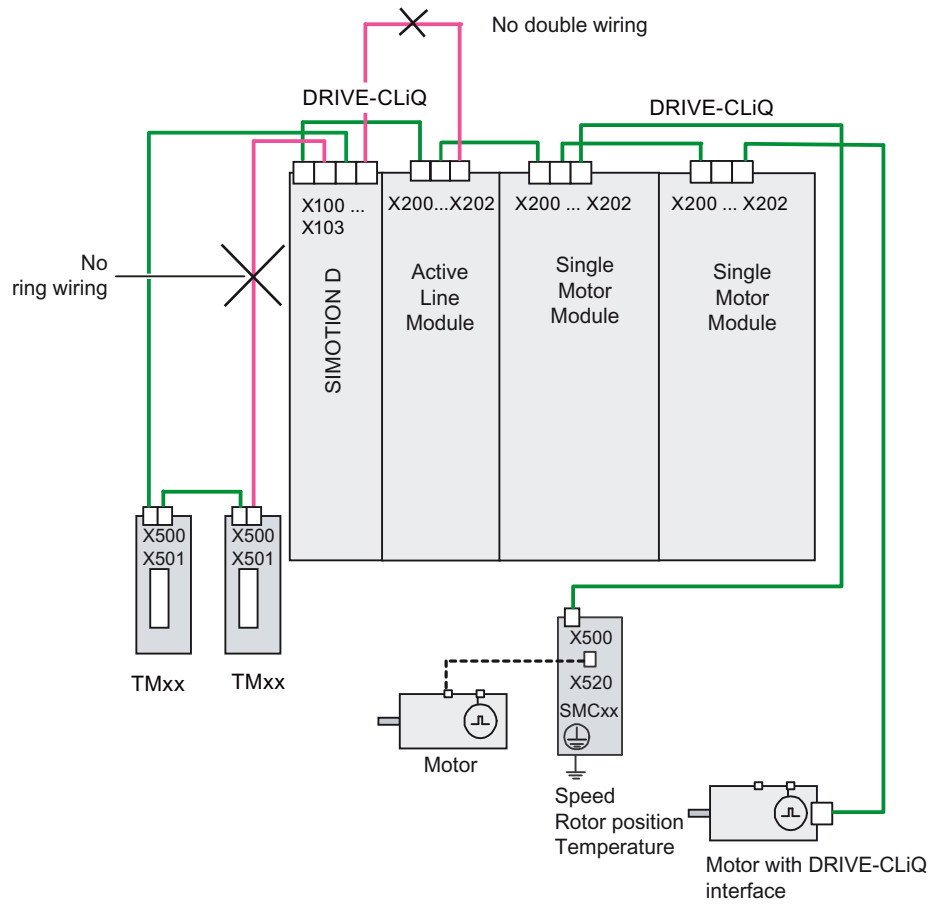 No double wiring
DRIVE-CLiQ
DRIVE-CLiQ
X100 ...
X103
X200...X202
X200 ... X202
X200 ... X202
No
ring wiring
SIMOTION D
Active
Line
Module
Single
Motor
Module
Single
Motor
Module
X500
X501
X500
X501
TMxx
TMxx
X500
X520
SMCxx
Motor
Speed
Rotor position
Temperature
Motor with DRIVE-CLiQ
interface